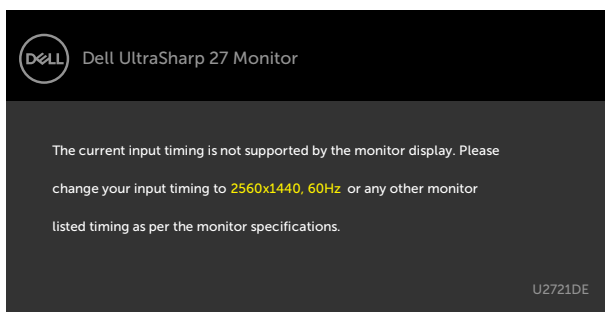 DELL
Dell UltraSharp 27 Monitor
The current input timing is not supported by the monitor display. Please
change your input timing to 2560x1440, 60Hz or any other monitor
listed timing as per the monitor specifications.
U2721DE